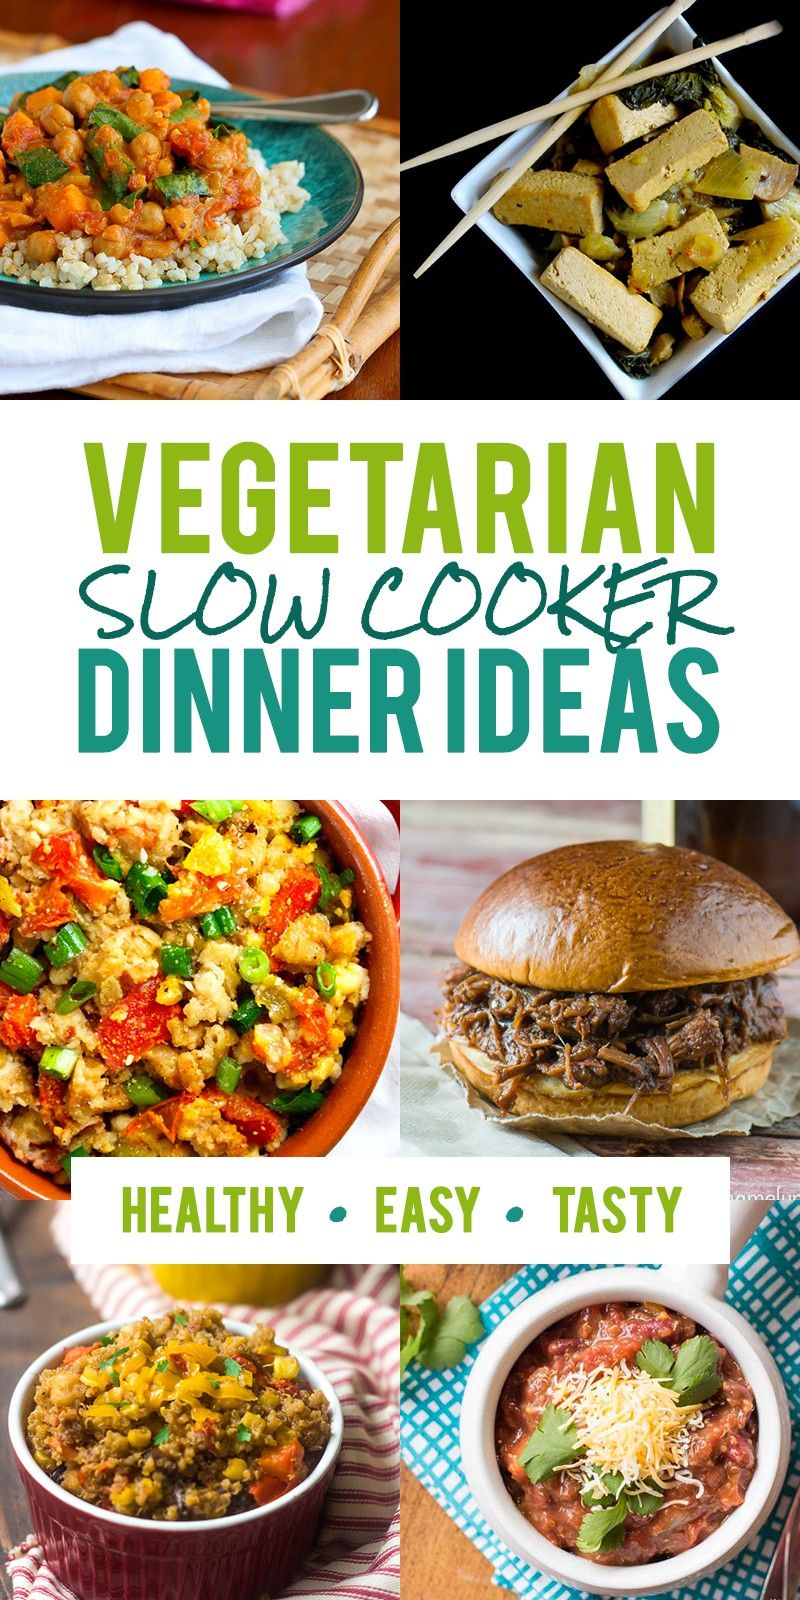 VEGETARIAN
SLOW COOKER
DINNER IDEAS
HEALTHY • EASY • TASTY